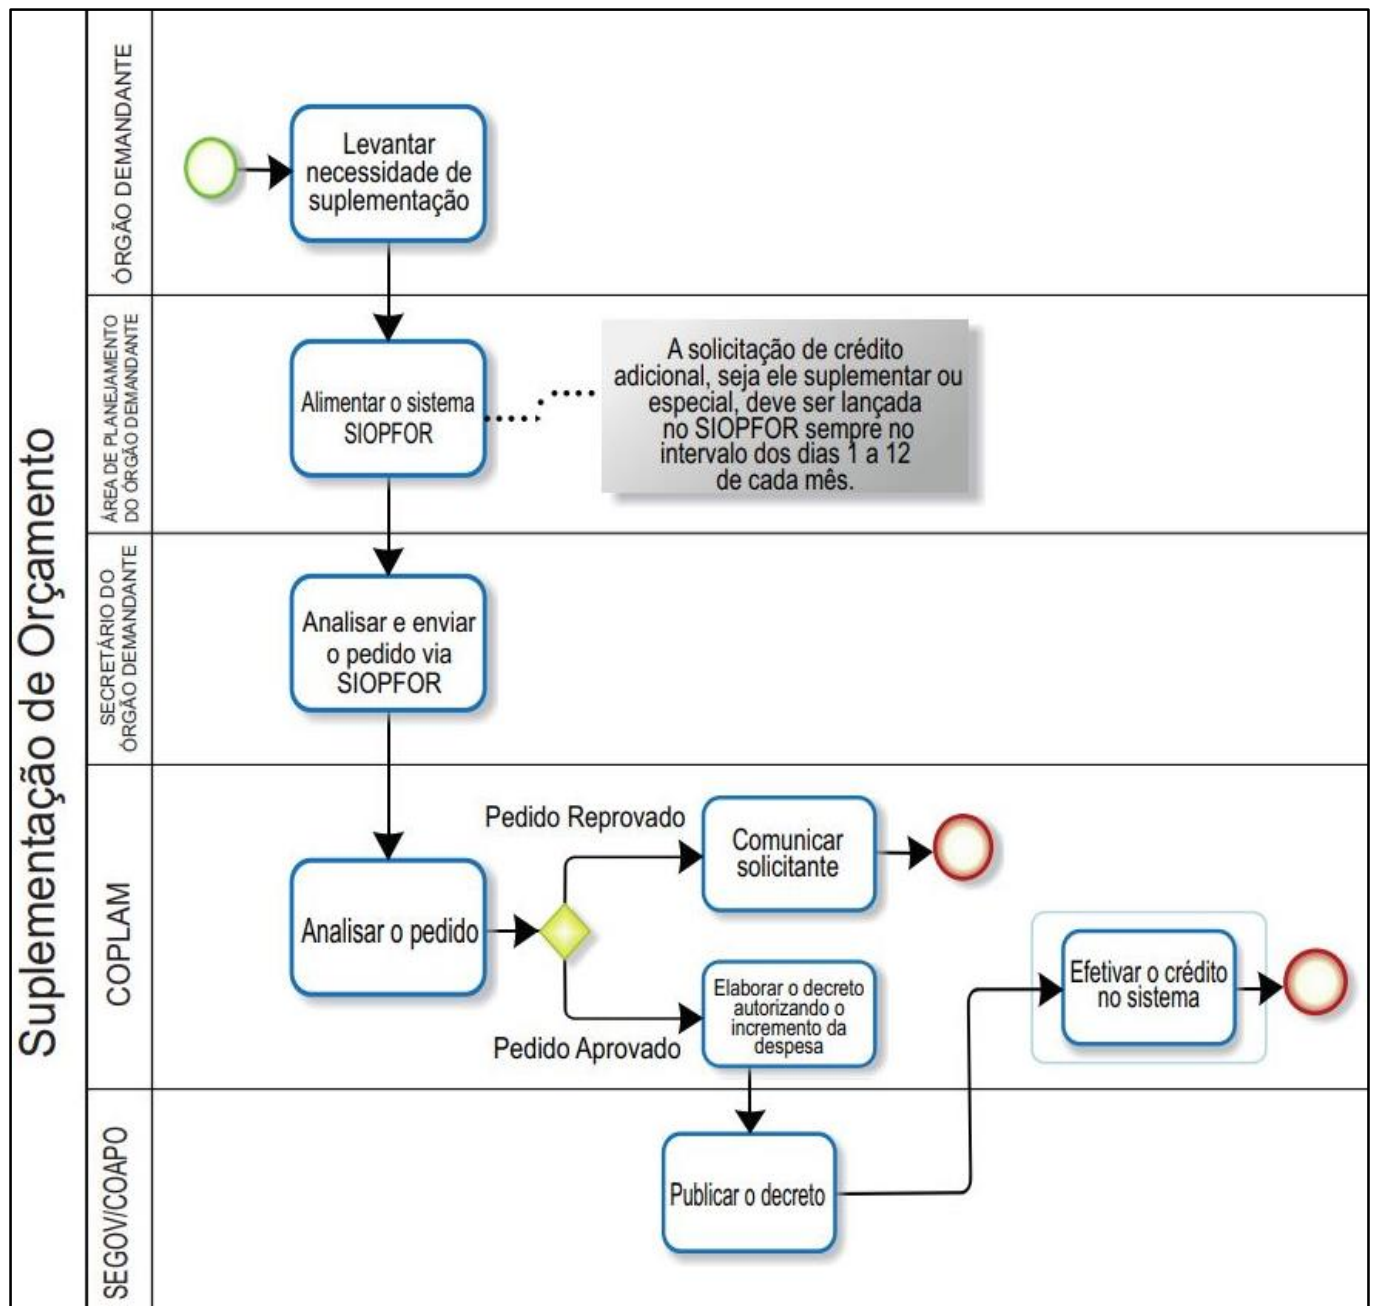 Suplementação de Orçamento
ÓRGÃO DEMANDANTE
Levantar
necessidade de
suplementação
ÁREA DE PLANEJAMENTO
DO ÓRGÃO DEMANDANTE
Alimentar o sistema
SIOPFOR
A solicitação de crédito
adicional, seja ele suplementar ou
especial, deve ser lançada
no SIOPFOR sempre no
intervalo dos dias 1 a 12
de cada mês.
SECRETÁRIO DO
ÓRGÃO DEMANDANTE
Analisar e enviar
o pedido via
SIOPFOR
COPLAM
Analisar o pedido
Pedido Reprovado
Comunicar
solicitante
Pedido Aprovado
Elaborar o decreto
autorizando o
incremento da
despesa
Efetivar o crédito
no sistema
SEGOV/COAPO
Publicar o decreto